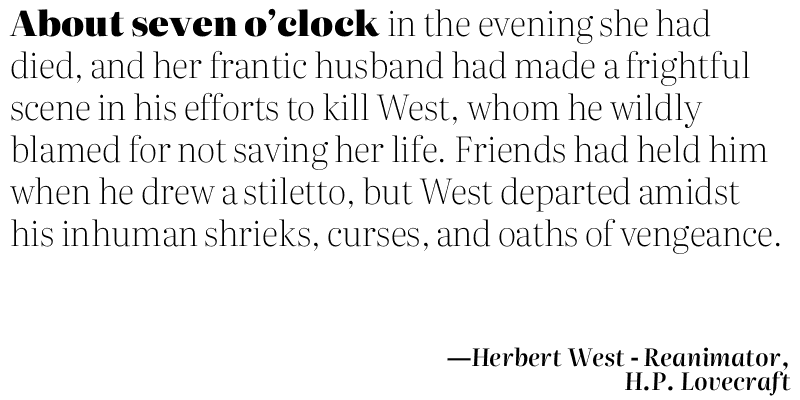 About seven o’clock in the evening she had
died, and her frantic husband had made a frightful
scene in his efforts to kill West, whom he wildly
blamed for not saving her life. Friends had held him
when he drew a stiletto, but West departed amidst
his inhuman shrieks, curses, and oaths of vengeance.
—Herbert West - Reanimator,
H.P. Lovecraft